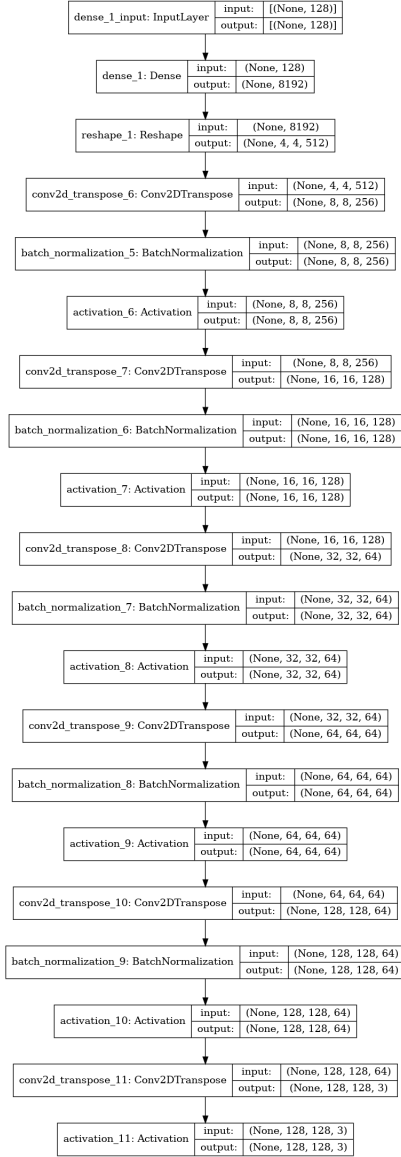 dense_1_input: InputLayer
input: [(None, 128)]
output: [(None, 128)]
dense_1: Dense
input: (None, 128)
output: (None, 8192)
reshape_1: Reshape
input: (None, 8192)
output: (None, 4, 4, 512)
conv2d_transpose_6: Conv2DTranspose
input: (None, 4, 4, 512)
output: (None, 8, 8, 256)
batch_normalization_5: BatchNormalization
input: (None, 8, 8, 256)
output: (None, 8, 8, 256)
activation_6: Activation
input: (None, 8, 8, 256)
output: (None, 8, 8, 256)
conv2d_transpose_7: Conv2DTranspose
input: (None, 8, 8, 256)
output: (None, 16, 16, 128)
batch_normalization_6: BatchNormalization
input: (None, 16, 16, 128)
output: (None, 16, 16, 128)
activation_7: Activation
input: (None, 16, 16, 128)
output: (None, 16, 16, 128)
conv2d_transpose_8: Conv2DTranspose
input: (None, 16, 16, 128)
output: (None, 32, 32, 64)
batch_normalization_7: BatchNormalization
input: (None, 32, 32, 64)
output: (None, 32, 32, 64)
activation_8: Activation
input: (None, 32, 32, 64)
output: (None, 32, 32, 64)
conv2d_transpose_9: Conv2DTranspose
input: (None, 32, 32, 64)
output: (None, 64, 64, 64)
batch_normalization_8: BatchNormalization
input: (None, 64, 64, 64)
output: (None, 64, 64, 64)
activation_9: Activation
input: (None, 64, 64, 64)
output: (None, 64, 64, 64)
conv2d_transpose_10: Conv2DTranspose
input: (None, 64, 64, 64)
output: (None, 128, 128, 64)
batch_normalization_9: BatchNormalization
input: (None, 128, 128, 64)
output: (None, 128, 128, 64)
activation_10: Activation
input: (None, 128, 128, 64)
output: (None, 128, 128, 64)
conv2d_transpose_11: Conv2DTranspose
input: (None, 128, 128, 64)
output: (None, 128, 128, 3)
activation_11: Activation
input: (None, 128, 128, 3)
output: (None, 128, 128, 3)